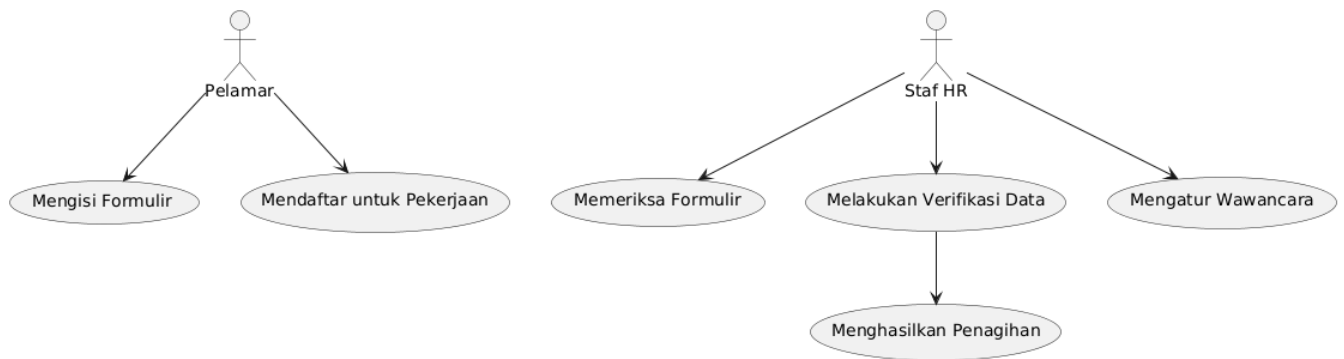 Pelamar
Staf HR
Mengisi Formulir
Mendaftar untuk Pekerjaan
Memeriksa Formulir
Melakukan Verifikasi Data
Mengatur Wawancara
Menghasilkan Penagihan